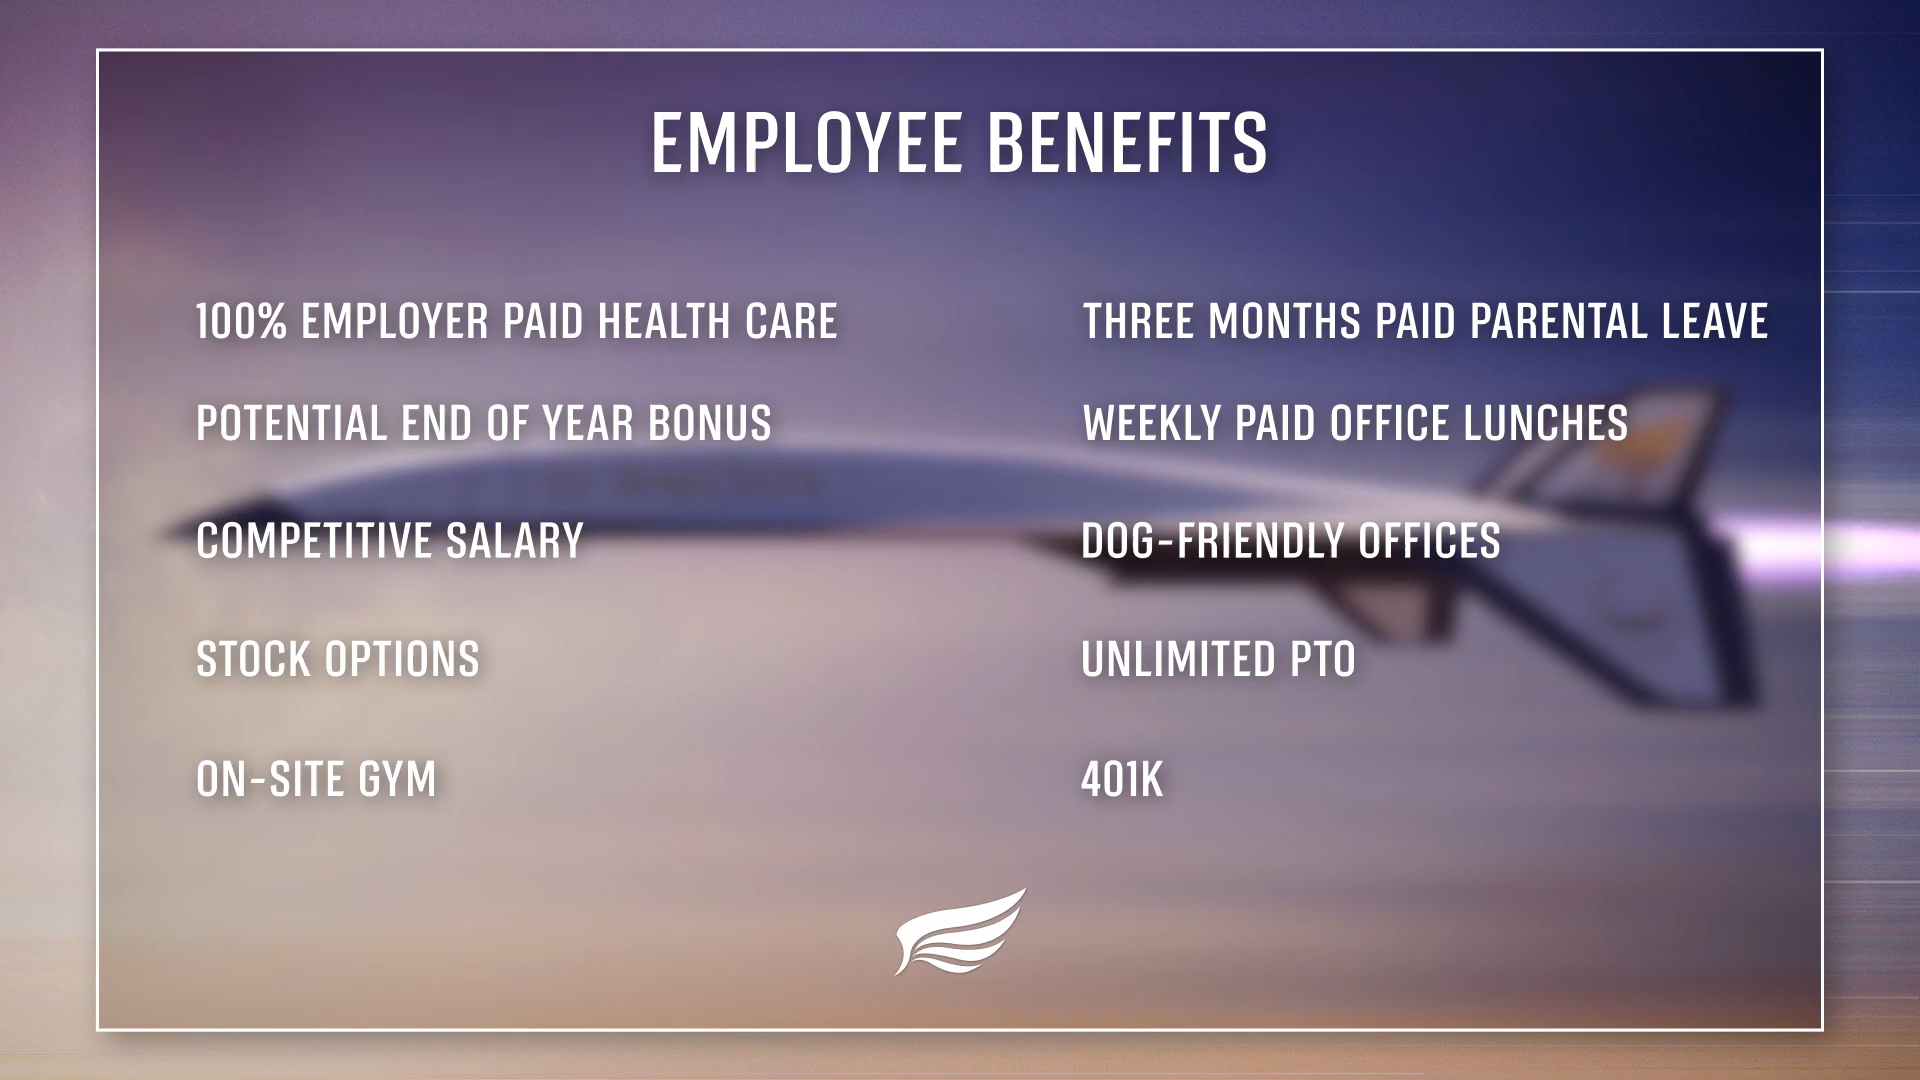 EMPLOYEE BENEFITS
100% EMPLOYER PAID HEALTH CARE
POTENTIAL END OF YEAR BONUS
COMPETITIVE SALARY
STOCK OPTIONS
ON-SITE GYM
THREE MONTHS PAID PARENTAL LEAVE
WEEKLY PAID OFFICE LUNCHES
DOG-FRIENDLY OFFICES
UNLIMITED PTO
401K